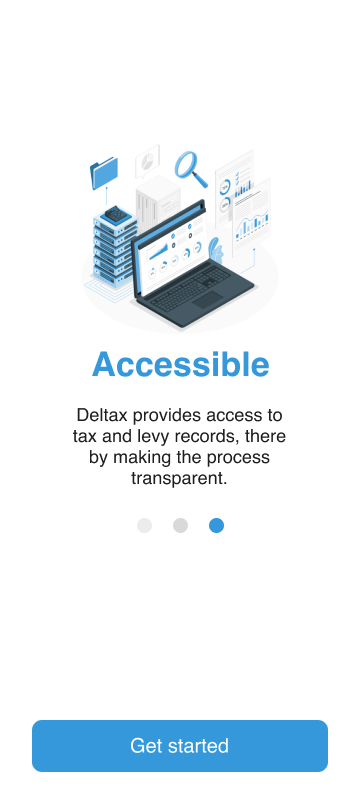 Accessible
Deltax provides access to
tax and levy records, there
by making the process
transparent.
Get started